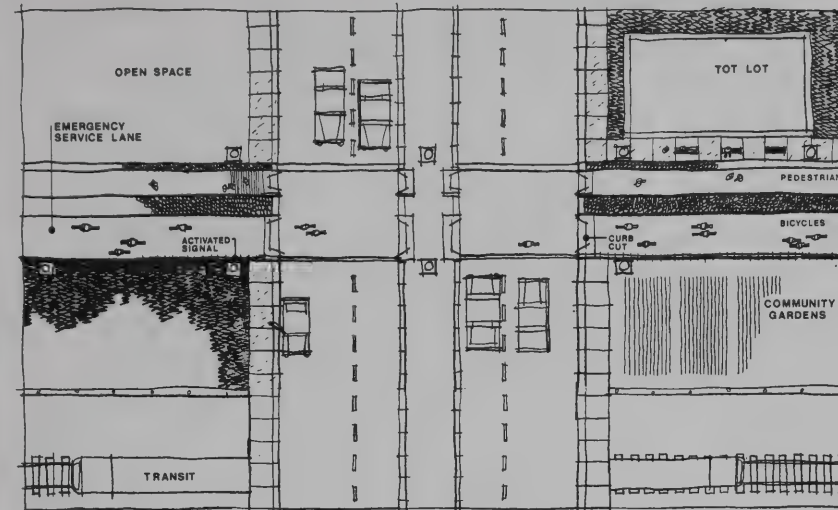 OPEN SPACE
TOT LOT
EMERGENCY
SERVICE LANE
PEDESTRIAN
BICYCLES
ACTIVATED
SIGNAL
CURB
CUT
COMMUNITY
GARDENS
TRANSIT